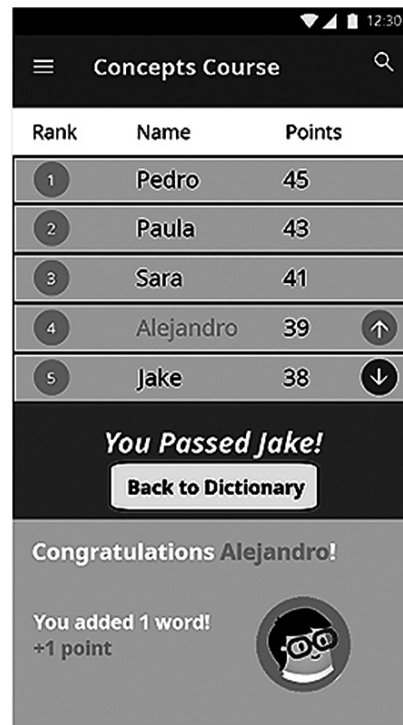 12:30
Concepts Course
Rank Name Points
1 Pedro 45
2 Paula 43
3 Sara 41
4 Alejandro 39
5 Jake 38
You Passed Jake!
Back to Dictionary
Congratulations Alejandro!
You added 1 word!
+1 point